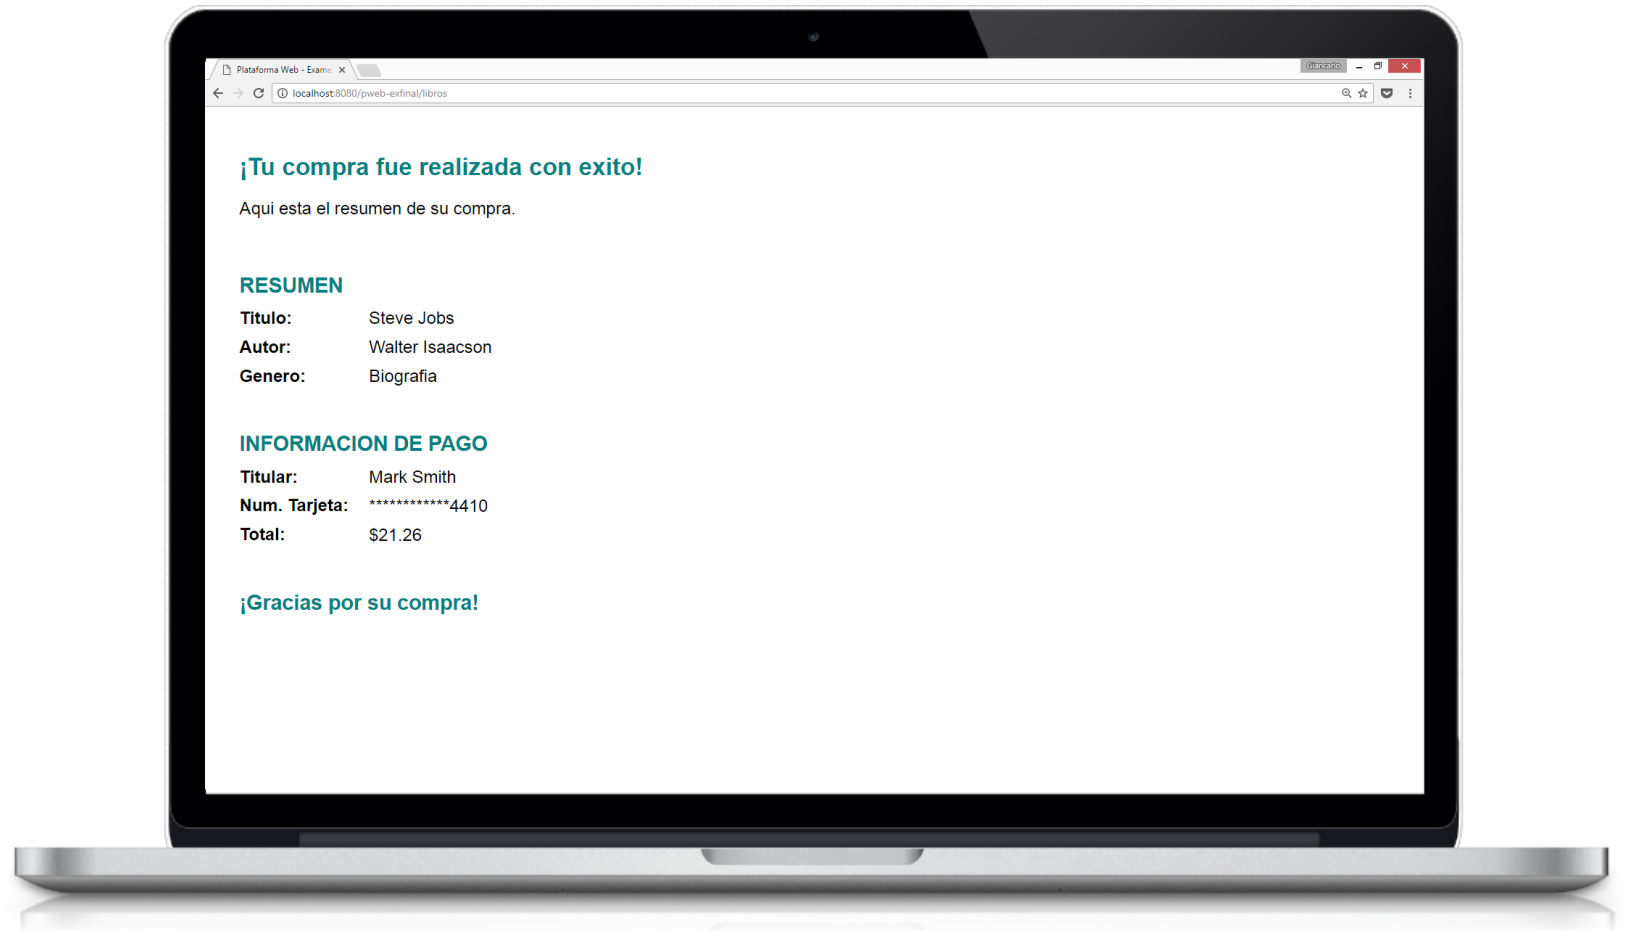 Plataforma Web - Exame
Giancarlo
localhost:8080/pweb-exfinal/libros
¡Tu compra fue realizada con exito!
Aqui esta el resumen de su compra.
RESUMEN
Titulo: Steve Jobs
Autor: Walter Isaacson
Genero: Biografia
INFORMACION DE PAGO
Titular: Mark Smith
Num. Tarjeta: ************4410
Total: $21.26
¡Gracias por su compra!